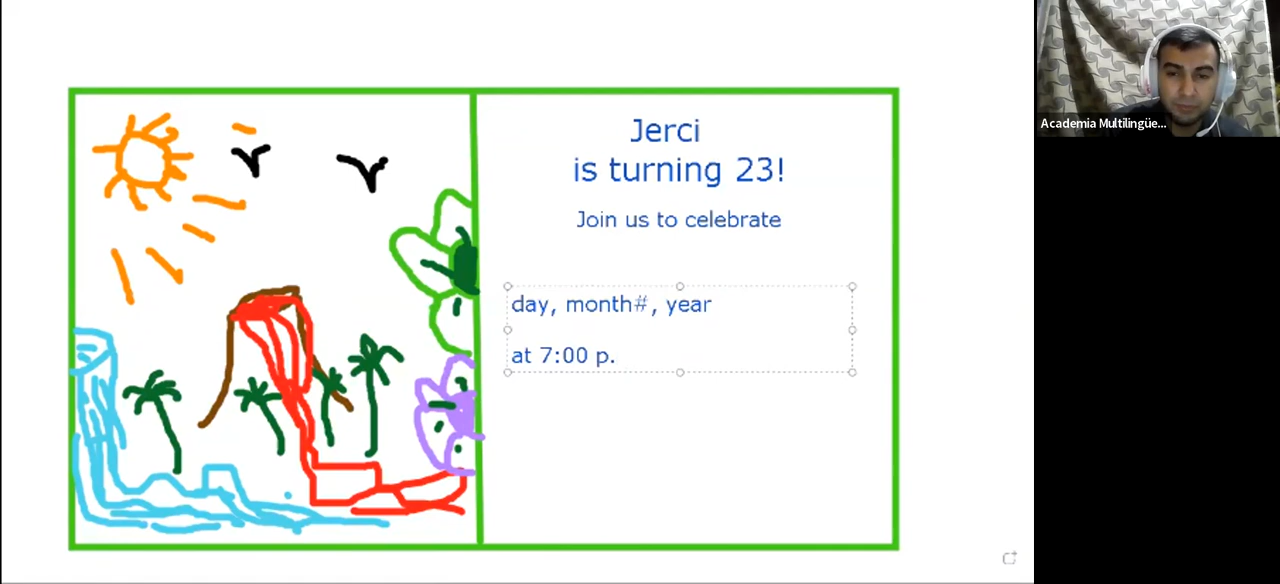 Jerci
is turning 23!
Join us to celebrate
day, month#, year
at 7:00 p.
Academia Multilingüe...